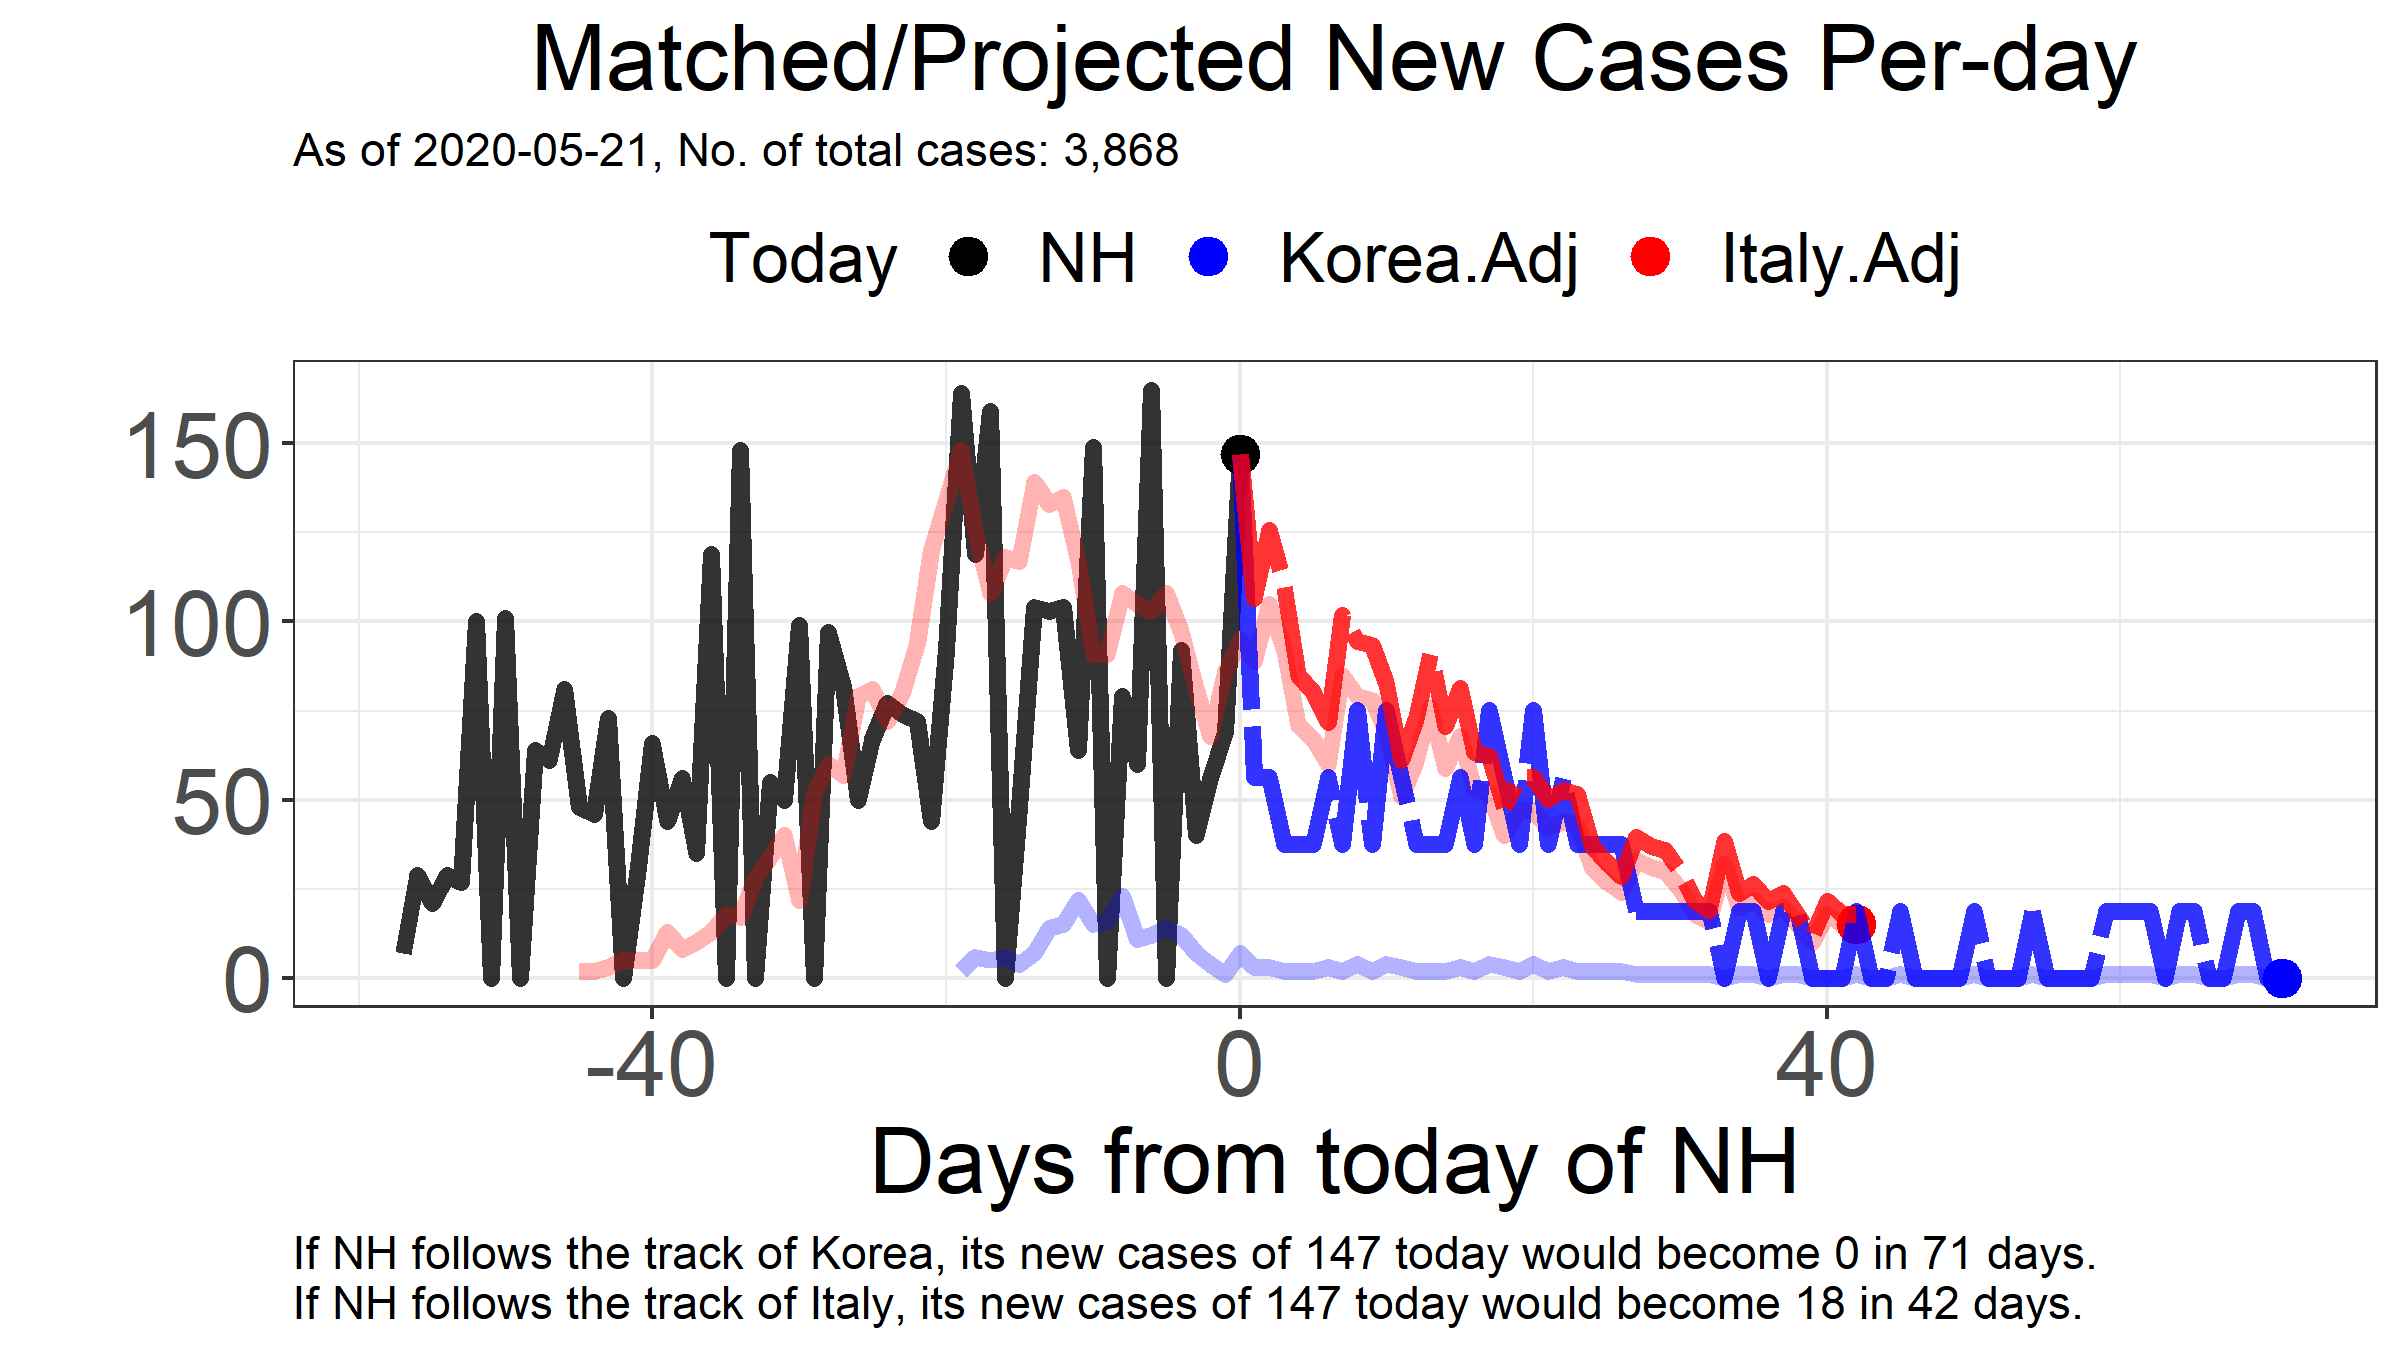 Matched/Projected New Cases Per-day
As of 2020-05-21, No. of total cases: 3,868
Today NH Korea.Adj Italy.Adj
150
100
50
0
-40 0 40
Days from today of NH
If NH follows the track of Korea, its new cases of 147 today would become 0 in 71 days.
If NH follows the track of Italy, its new cases of 147 today would become 18 in 42 days.